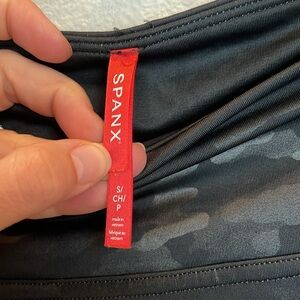 SPANX
S/
CH/
P
made in
vietnam
fabriqué au
vietnam